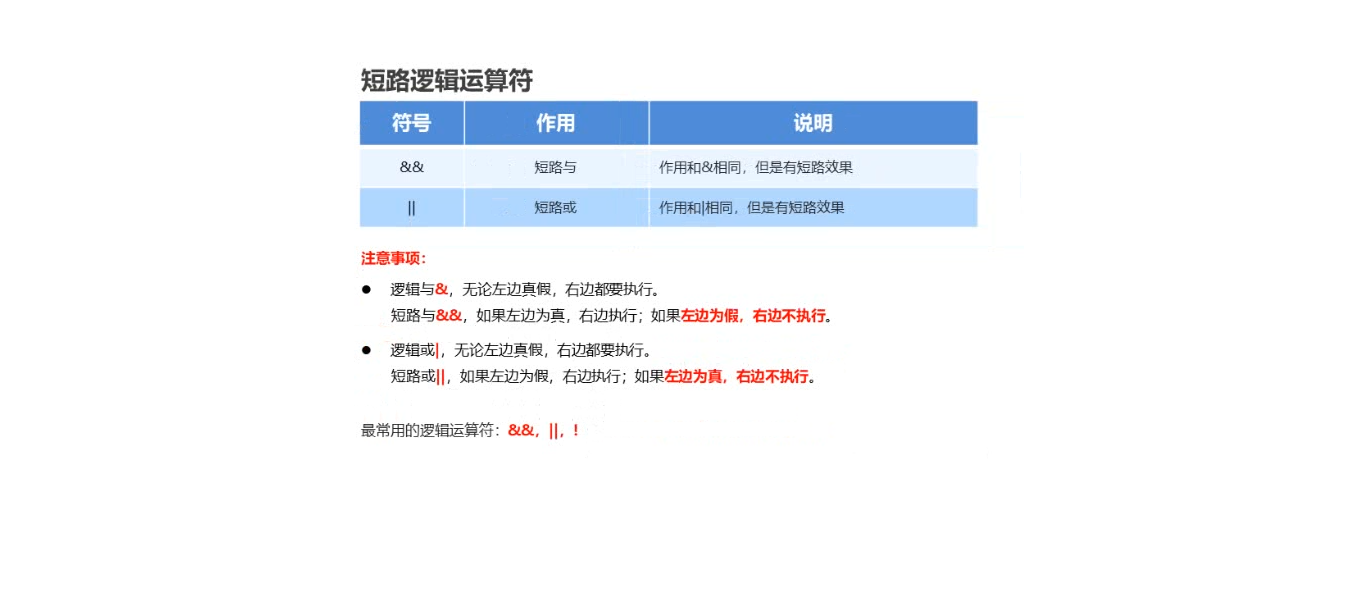 短路逻辑运算符
符号 作用 说明
&& 短路与 作用和&相同，但是有短路效果
|| 短路或 作用和|相同，但是有短路效果
注意事项：
● 逻辑与&，无论左边真假，右边都要执行。
短路与&&，如果左边为真，右边执行；如果左边为假，右边不执行。
● 逻辑或|，无论左边真假，右边都要执行。
短路或||，如果左边为假，右边执行；如果左边为真，右边不执行。
最常用的逻辑运算符：&&，||，!